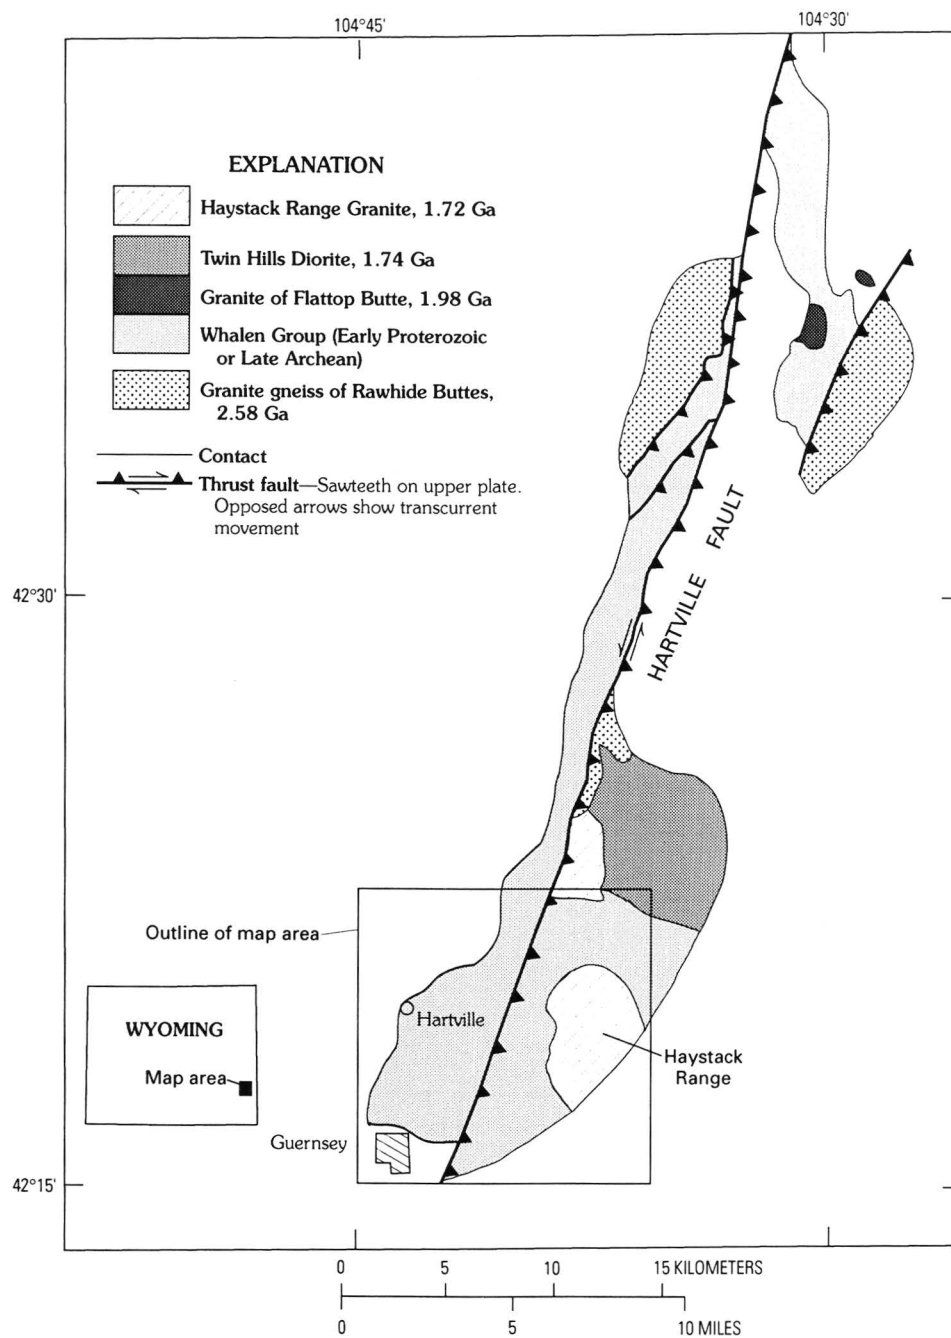 104°45'
104°30'
EXPLANATION
Haystack Range Granite, 1.72 Ga
Twin Hills Diorite, 1.74 Ga
Granite of Flattop Butte, 1.98 Ga
Whalen Group (Early Proterozoic
or Late Archean)
Granite gneiss of Rawhide Buttes,
2.58 Ga
Contact
Thrust fault—Sawteeth on upper plate.
Opposed arrows show transcurrent
movement
42°30'
HARTVILLE FAULT
Outline of map area
Hartville
WYOMING
Map area
Haystack
Range
Guernsey
42°15'
0 5 10 15 KILOMETERS
0 5 10 MILES